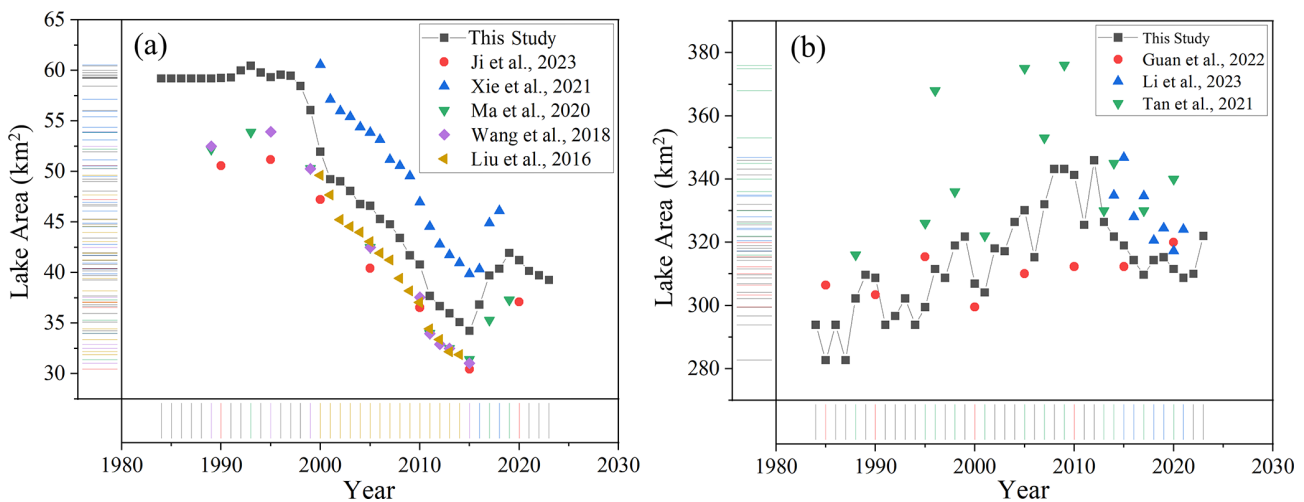 (a)
This Study
Ji et al., 2023
Xie et al., 2021
Ma et al., 2020
Wang et al., 2018
Liu et al., 2016
Lake Area (km²)
65
60
55
50
45
40
35
30
1980
1990
2000
2010
2020
2030
Year
(b)
This Study
Guan et al., 2022
Li et al., 2023
Tan et al., 2021
Lake Area (km²)
380
360
340
320
300
280
1980
1990
2000
2010
2020
2030
Year